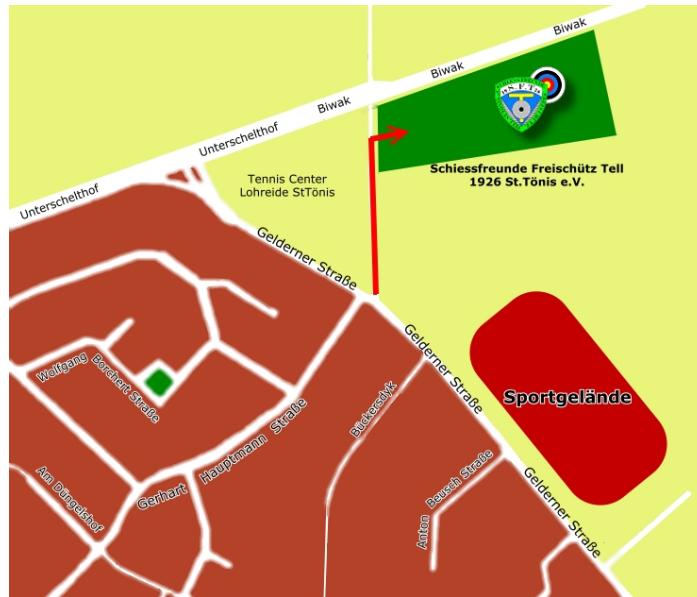 Biwak
Biwak
Biwak
Unterschelthof
Unterschelthof
Schiessfreunde Freischütz Tell
1926 St.Tönis e.V.
Tennis Center
Lohreide StTönis
Gelderner Straße
Gelderner Straße
Gelderner Straße
Sportgelände
Wolfgang
Borchert Straße
Bückersdyk
Hauptmann Straße
Gerhart
Am Düngelshof
Anton
Beusch Straße